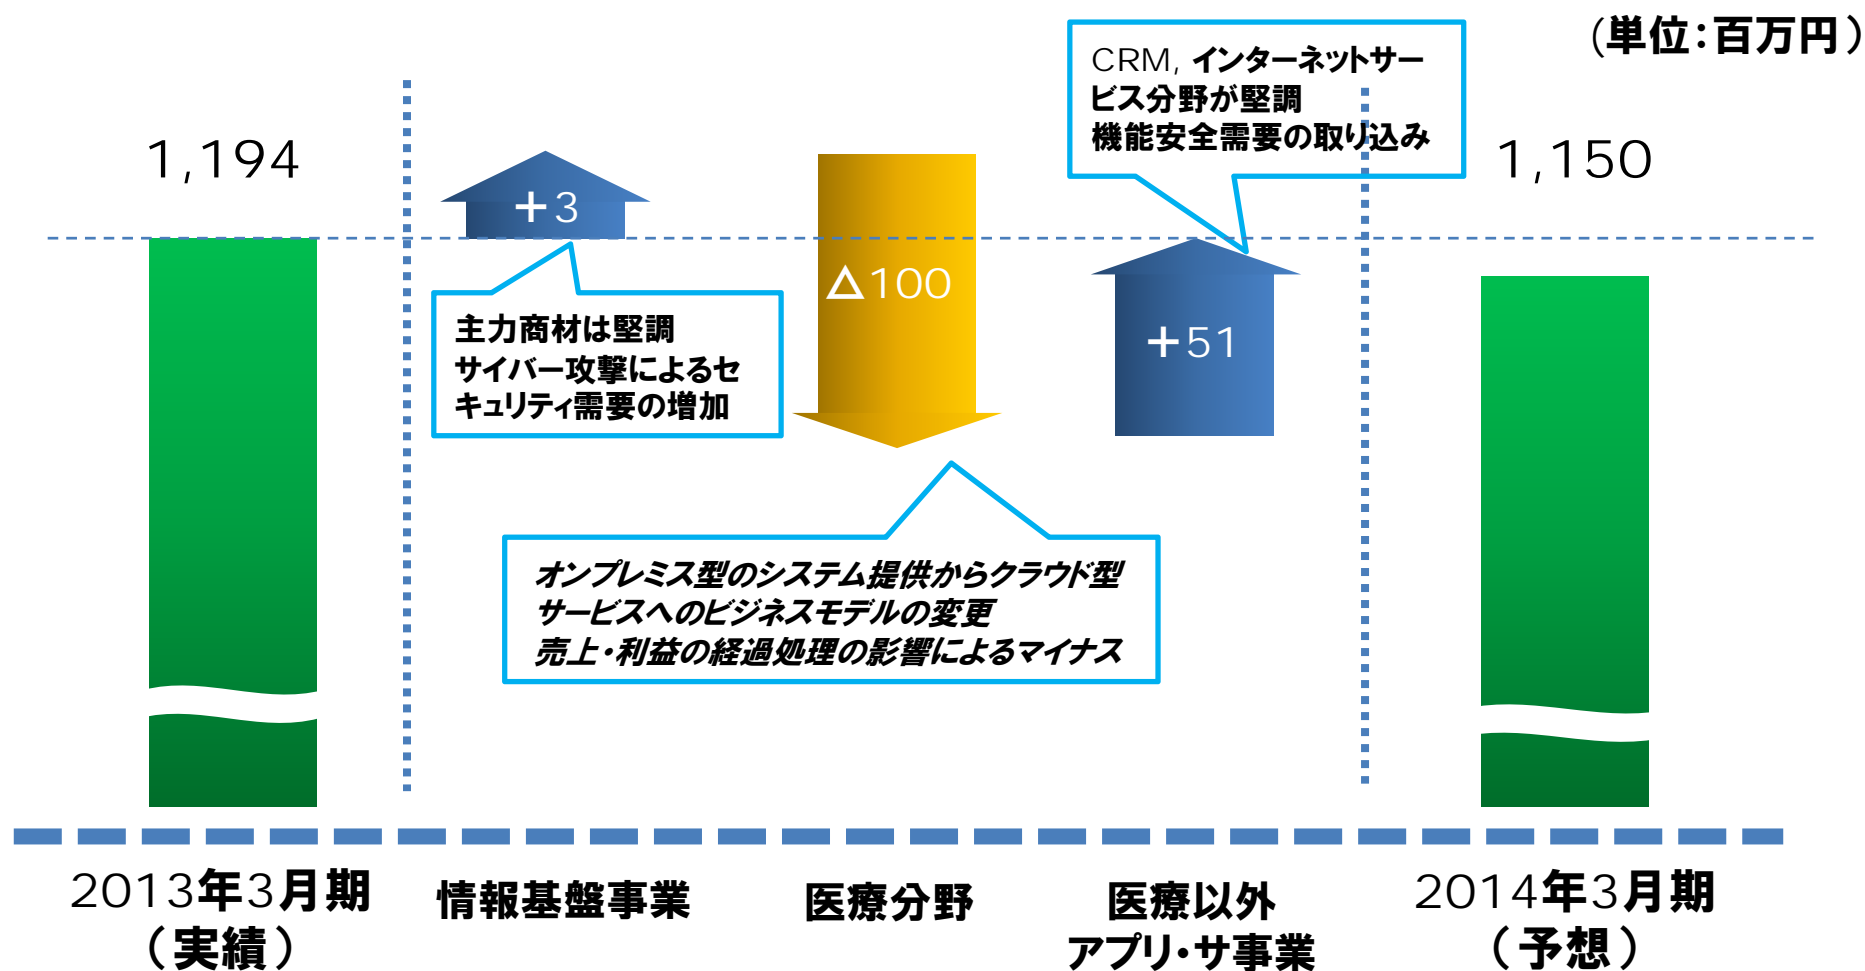 (単位：百万円)
CRM, インターネットサー
ビス分野が堅調
機能安全需要の取り込み
1,194
+3
△100
+51
1,150
主力商材は堅調
サイバー攻撃によるセ
キュリティ需要の増加
オンプレミス型のシステム提供からクラウド型
サービスへのビジネスモデルの変更
売上・利益の経過処理の影響によるマイナス
2013年3月期
（実績）
情報基盤事業
医療分野
医療以外
アプリ・サ事業
2014年3月期
（予想）